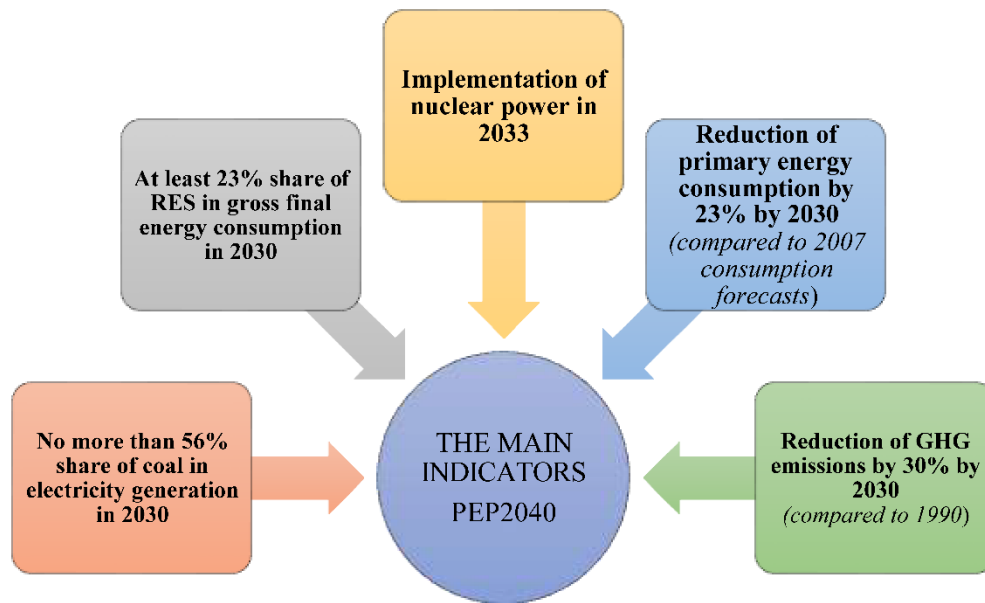 Implementation of
nuclear power in
2033
At least 23% share of
RES in gross final
energy consumption
in 2030
Reduction of
primary energy
consumption by
23% by 2030
(compared to 2007
consumption
forecasts)
No more than 56%
share of coal in
electricity generation
in 2030
THE MAIN
INDICATORS
PEP2040
Reduction of GHG
emissions by 30% by
2030
(compared to 1990)